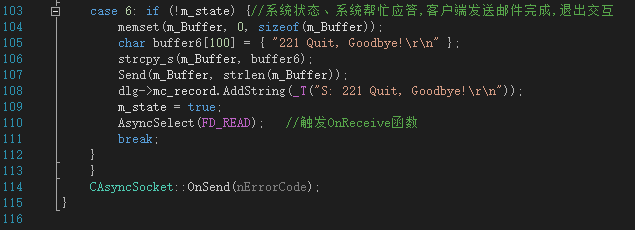 103 case 6: if (!m_state) {//系统状态、系统帮忙应答,客户端发送邮件完成,退出交互
104 memset(m_Buffer, 0, sizeof(m_Buffer));
105 char buffer6[100] = { "221 Quit, Goodbye!\r\n" };
106 strcpy_s(m_Buffer, buffer6);
107 Send(m_Buffer, strlen(m_Buffer));
108 dlg->mc_record.AddString(_T("S: 221 Quit, Goodbye!\r\n"));
109 m_state = true;
110 AsyncSelect(FD_READ); //触发OnReceive函数
111 break;
112 }
113 }
114 CAsyncSocket::OnSend(nErrorCode);
115 }
116